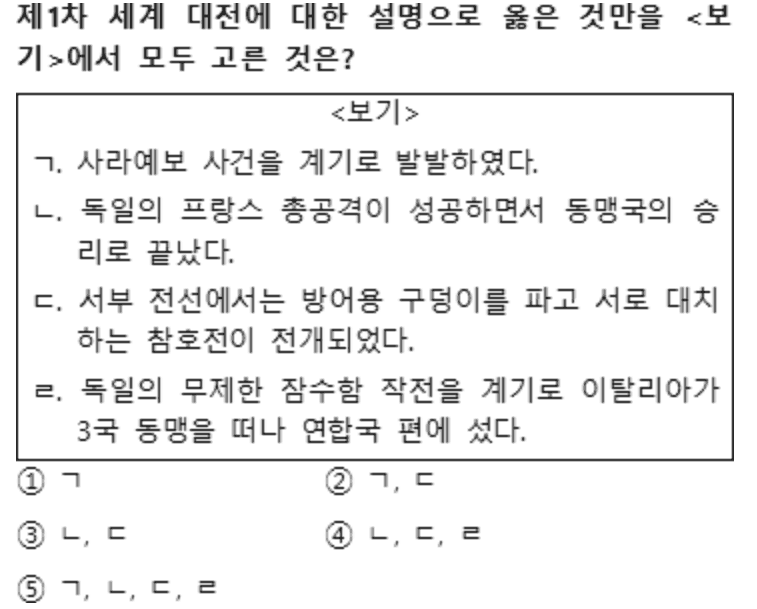 제1차 세계 대전에 대한 설명으로 옳은 것만을 <보
기>에서 모두 고른 것은?
<보기>
ㄱ. 사라예보 사건을 계기로 발발하였다.
ㄴ. 독일의 프랑스 총공격이 성공하면서 동맹국의 승
리로 끝났다.
ㄷ. 서부 전선에서는 방어용 구덩이를 파고 서로 대치
하는 참호전이 전개되었다.
ㄹ. 독일의 무제한 잠수함 작전을 계기로 이탈리아가
3국 동맹을 떠나 연합국 편에 섰다.
① ㄱ ② ㄱ, ㄷ
③ ㄴ, ㄷ ④ ㄴ, ㄷ, ㄹ
⑤ ㄱ, ㄴ, ㄷ, ㄹ